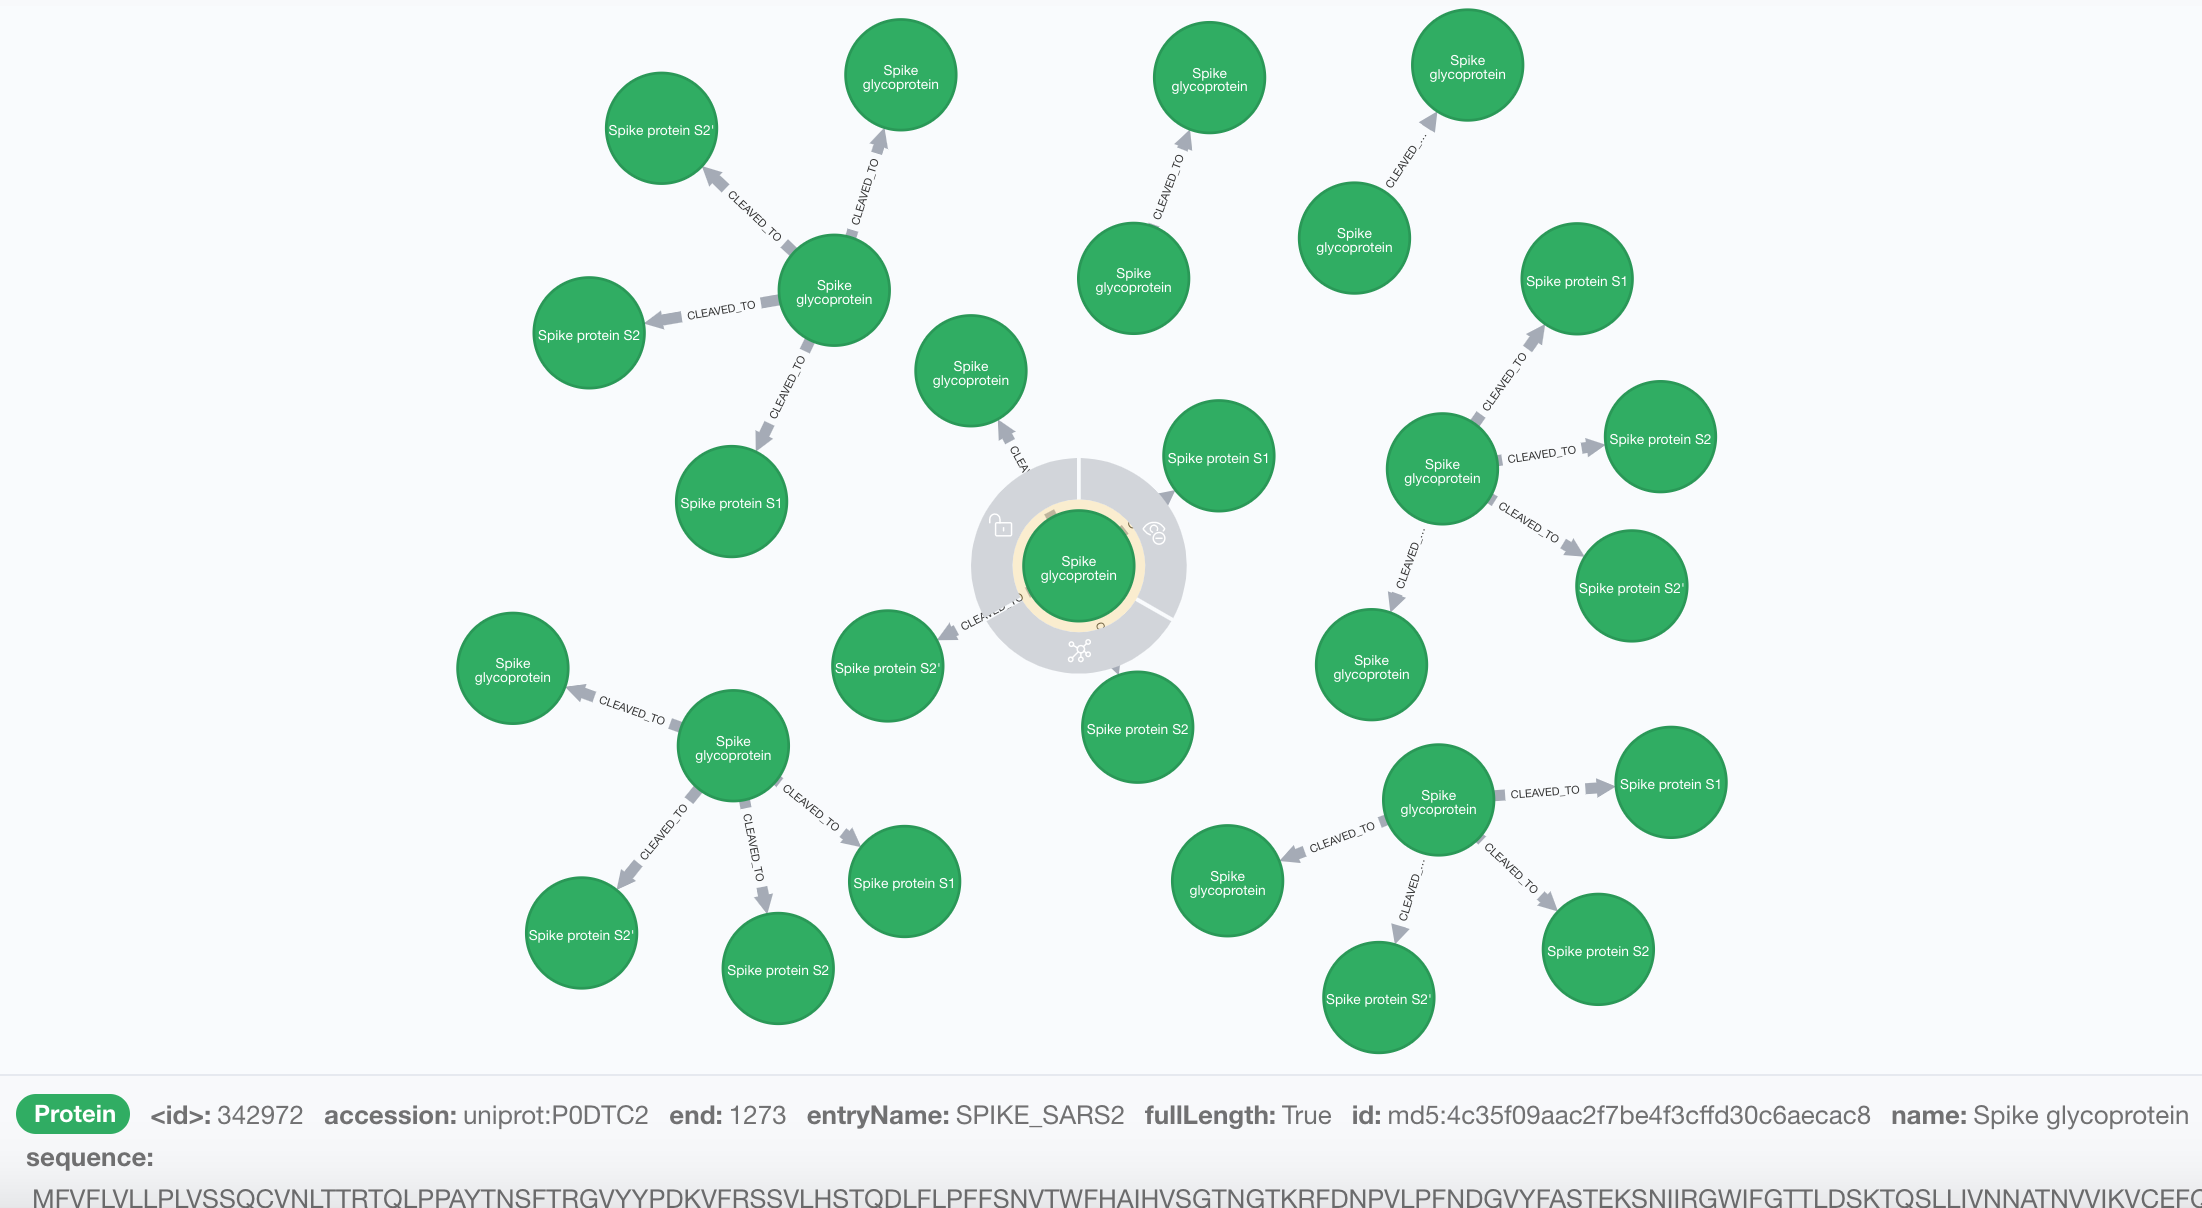 Spike
glycoprotein
Spike
glycoprotein
Spike
glycoprotein
Spike protein S2'
CLEAVED_TO
CLEAVED_TO
CLEAVED_...
CLEAVED_TO
Spike
glycoprotein
Spike
glycoprotein
Spike
glycoprotein
Spike protein S1
CLEAVED_TO
Spike protein S2
CLEAVED_TO
Spike
glycoprotein
CLEAVED_TO
Spike protein S1
Spike protein S2
CLEAVED_TO
Spike
glycoprotein
CLEAVED_TO
CLEAVED_...
Spike protein S1
Spike
glycoprotein
Spike protein S2'
CLEAVED_TO
Spike protein S2'
Spike
glycoprotein
Spike
glycoprotein
CLEAVED_TO
Spike
glycoprotein
Spike protein S2
CLEAVED_TO
CLEAVED_TO
CLEAVED_TO
Spike protein S2'
Spike protein S2
Spike protein S1
Spike
glycoprotein
CLEAVED_TO
Spike protein S1
CLEAVED_TO
Spike
glycoprotein
CLEAVED_...
CLEAVED_TO
Spike protein S2'
Spike protein S2
Protein <id>: 342972 accession: uniprot:P0DTC2 end: 1273 entryName: SPIKE_SARS2 fullLength: True id: md5:4c35f09aac2f7be4f3cffd30c6aecac8 name: Spike glycoprotein
sequence:
MFVFLVLLPLVSSQCVNLTTRTQLPPAYTNSFTRGVYYPDKVFRSSVLHSTQDLFLPFFSNVTWFHAIHVSGTNGTKRFDNPVLPFNDGVYFASTEKSNIIRGWIFGTTLDSKTQSLLIVNNATNVVIKVCEFQ